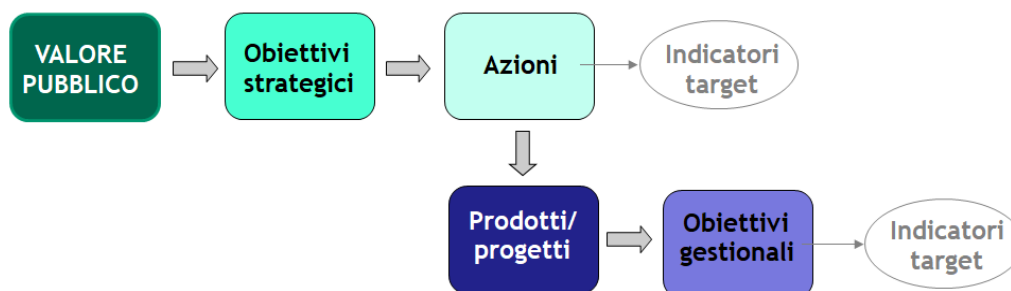 VALORE
PUBBLICO
Obiettivi
strategici
Azioni
Indicatori
target
Prodotti/
progetti
Obiettivi
gestionali
Indicatori
target